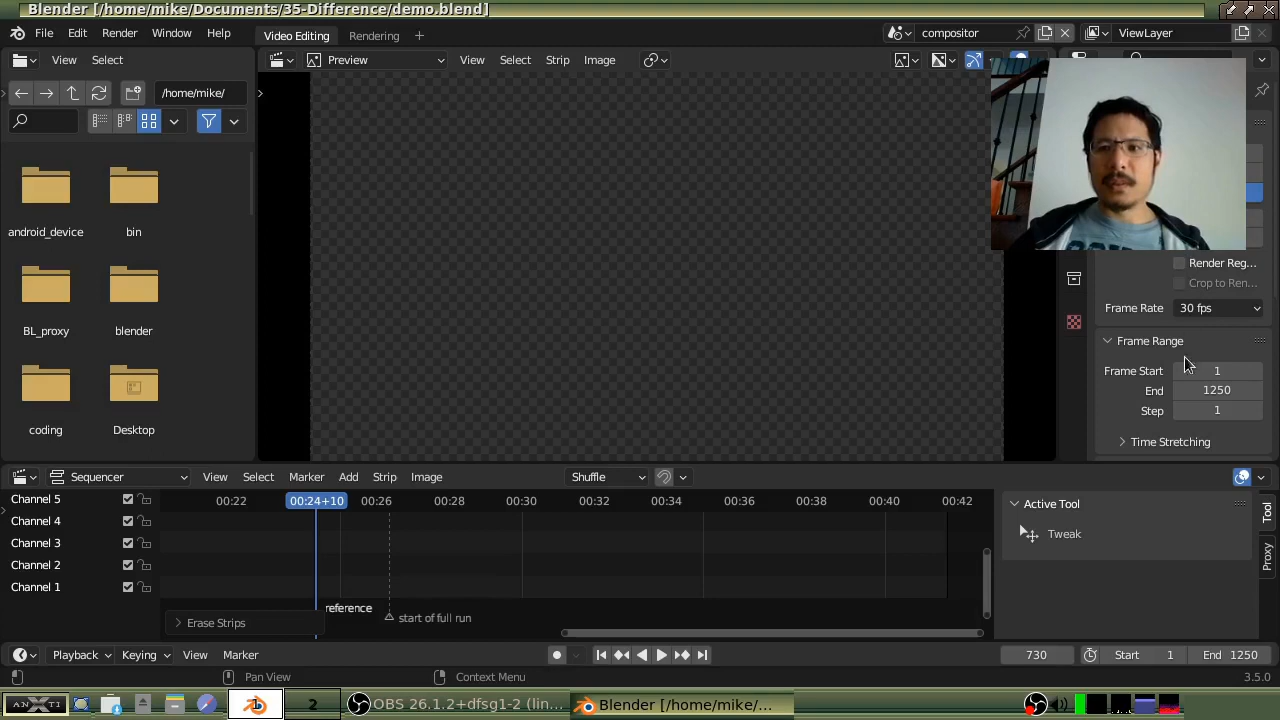 Blender [/home/mike/Documents/35-Difference/demo.blend]
File Edit Render Window Help Video Editing Rendering + compositor ViewLayer
View Select Preview View Select Strip Image
/home/mike/
android_device bin
BL_proxy blender
coding Desktop
Render Reg...
Crop to Ren...
Frame Rate 30 fps
Frame Range
Frame Start 1
End 1250
Step 1
Time Stretching
Sequencer View Select Marker Add Strip Image Shuffle
00:22 00:24+10 00:26 00:28 00:30 00:32 00:34 00:36 00:38 00:40 00:42
Channel 5
Channel 4
Channel 3
Channel 2
Channel 1
reference
start of full run
Erase Strips
Active Tool
Tweak
Tool
Proxy
Playback Keying View Marker 730 Start 1 End 1250
Pan View Context Menu 3.5.0
ANTIX 2 OBS 26.1.2+dfsg1-2 (lin... Blender [/home/mike/...